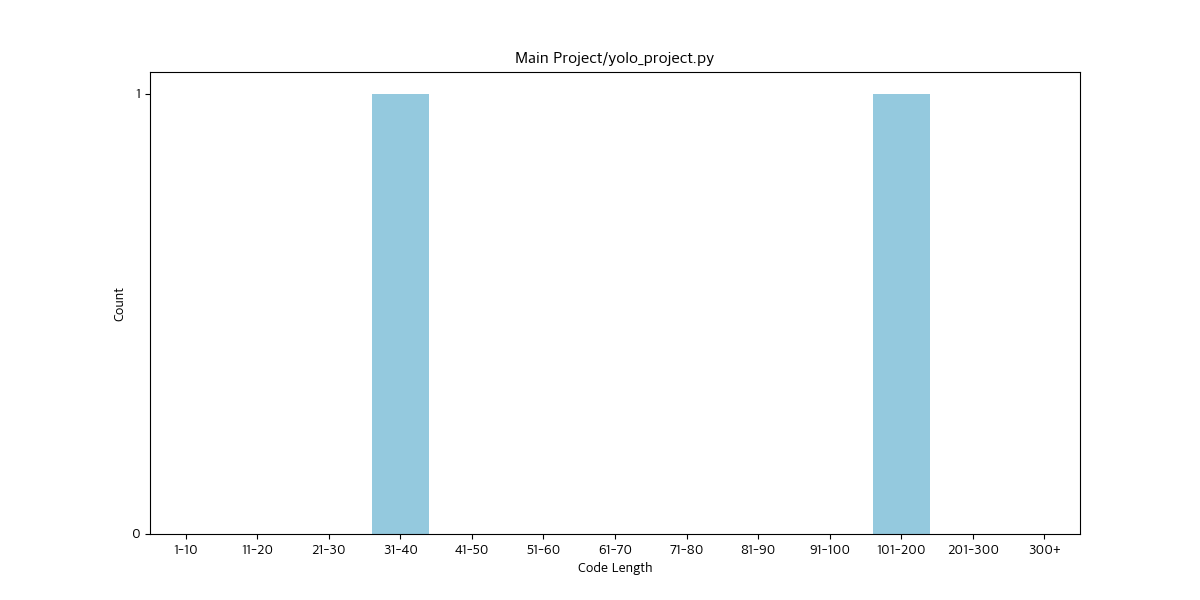 Main Project/yolo_project.py
1
Count
0
1-10 11-20 21-30 31-40 41-50 51-60 61-70 71-80 81-90 91-100 101-200 201-300 300+
Code Length